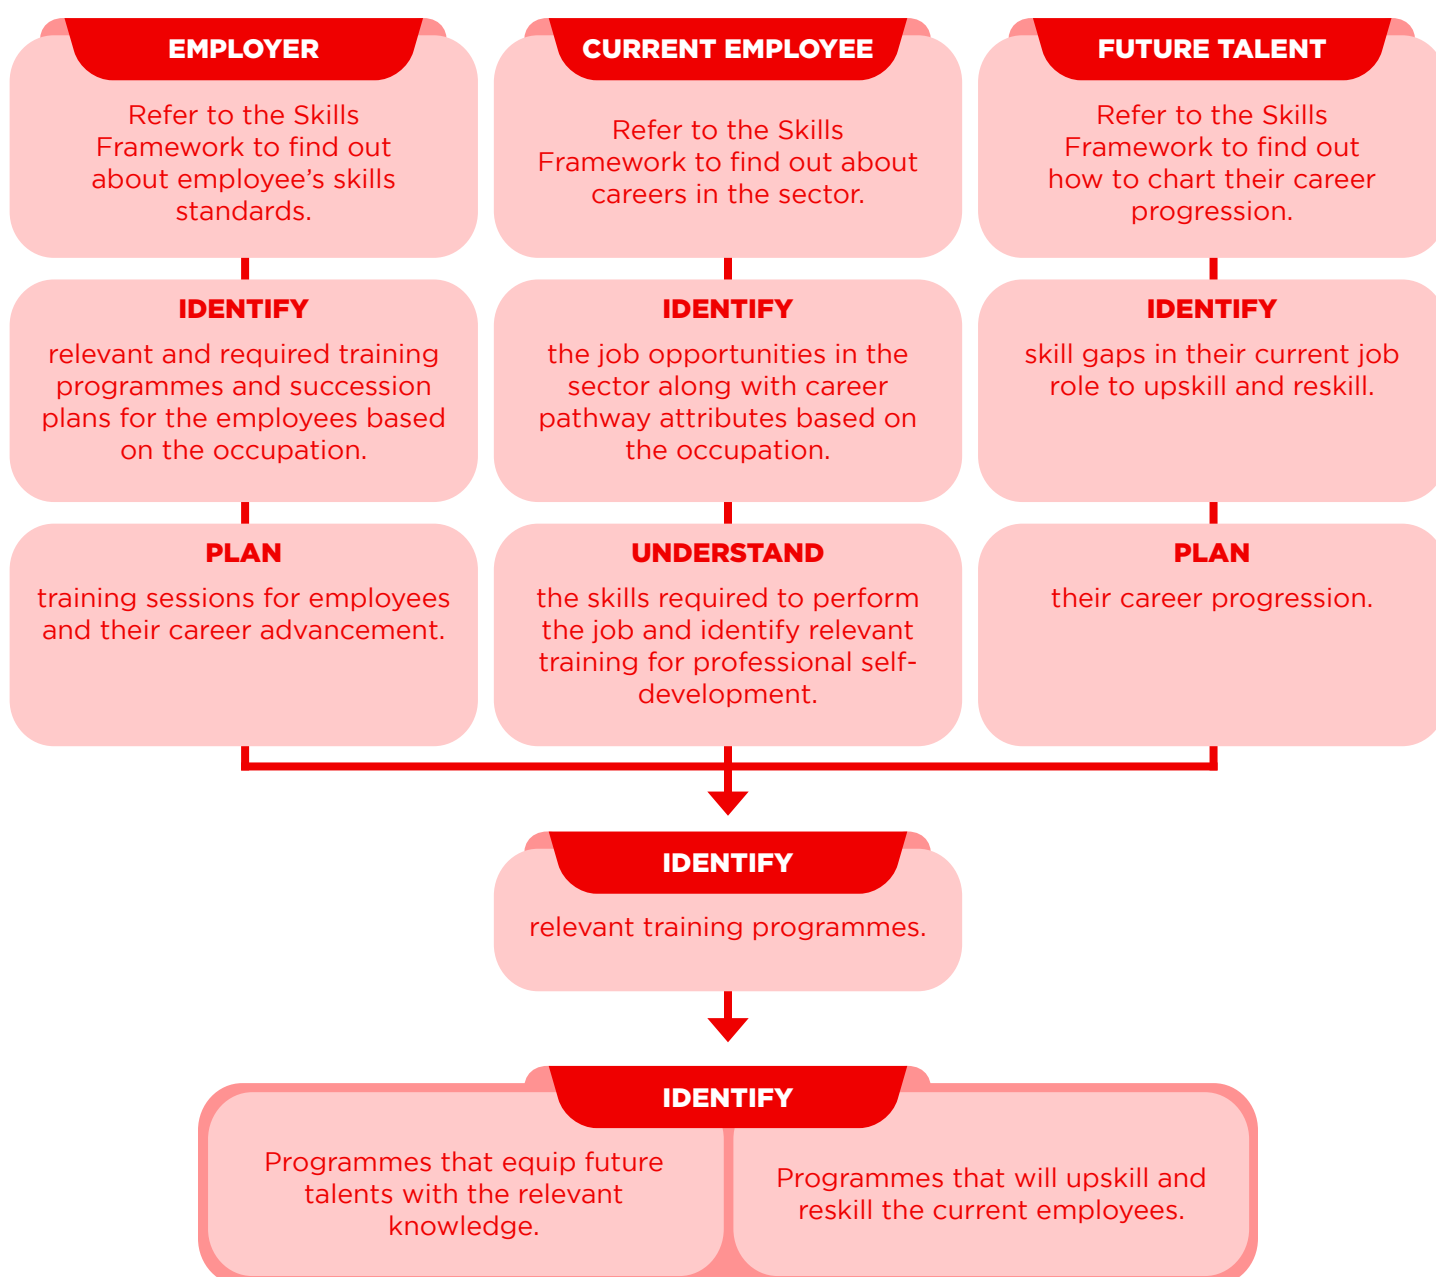 EMPLOYER
Refer to the Skills
Framework to find out
about employee’s skills
standards.
IDENTIFY
relevant and required training
programmes and succession
plans for the employees based
on the occupation.
PLAN
training sessions for employees
and their career advancement.
CURRENT EMPLOYEE
Refer to the Skills
Framework to find out about
careers in the sector.
IDENTIFY
the job opportunities in the
sector along with career
pathway attributes based on
the occupation.
UNDERSTAND
the skills required to perform
the job and identify relevant
training for professional self-
development.
FUTURE TALENT
Refer to the Skills
Framework to find out
how to chart their career
progression.
IDENTIFY
skill gaps in their current job
role to upskill and reskill.
PLAN
their career progression.
IDENTIFY
relevant training programmes.
IDENTIFY
Programmes that equip future
talents with the relevant
knowledge.
Programmes that will upskill and
reskill the current employees.